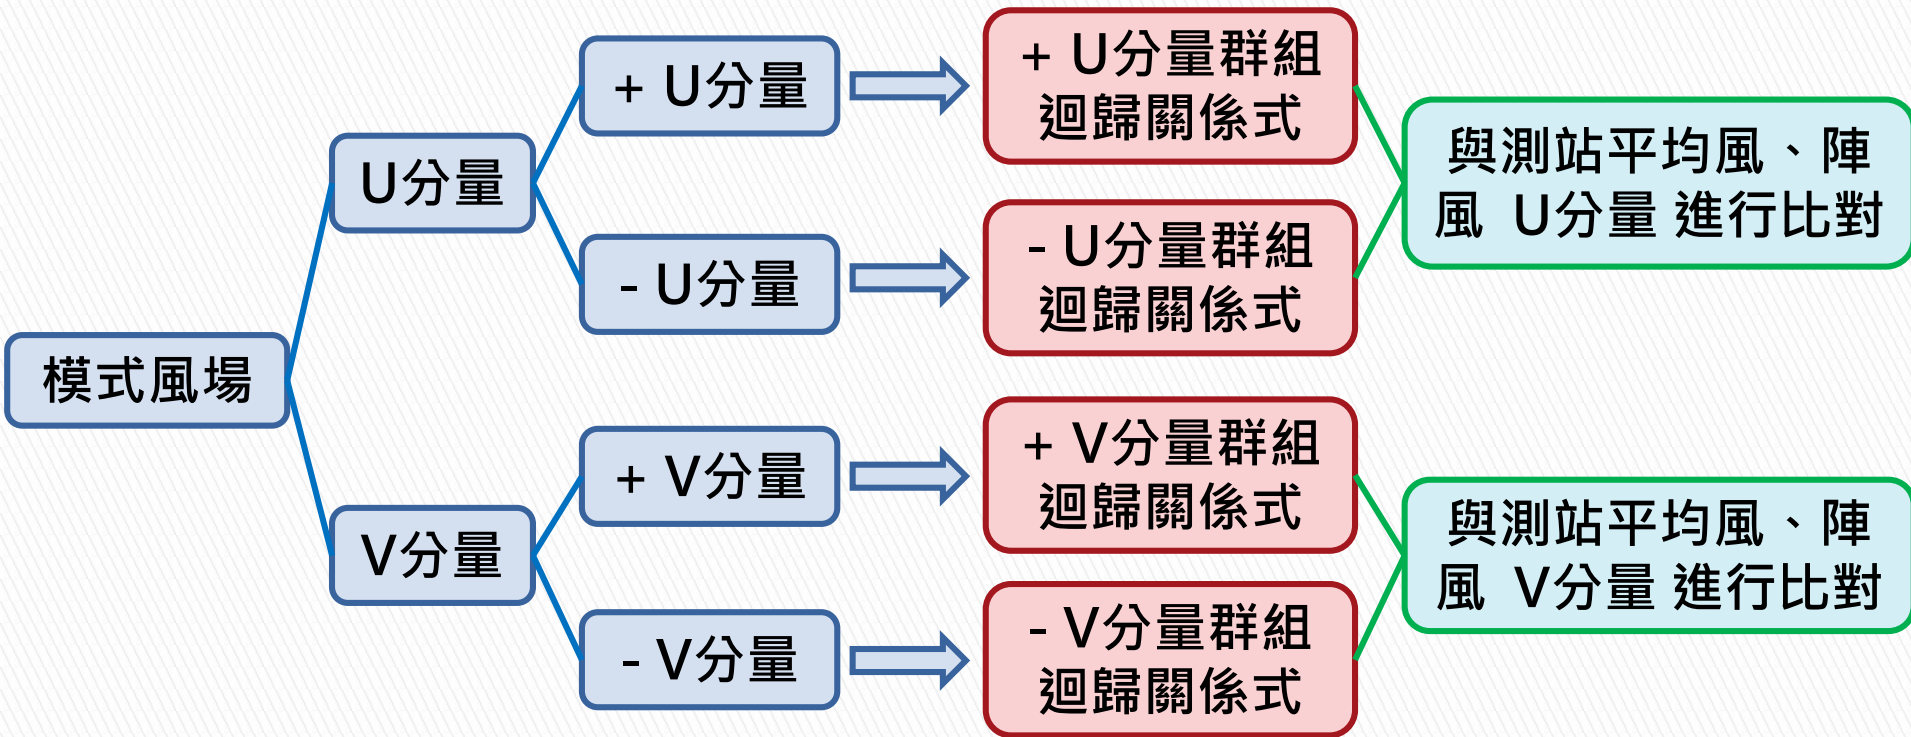 模式風場
U分量
V分量
+ U分量
- U分量
+ V分量
- V分量
+ U分量群組
迴歸關係式
- U分量群組
迴歸關係式
+ V分量群組
迴歸關係式
- V分量群組
迴歸關係式
與測站平均風、陣
風 U分量 進行比對
與測站平均風、陣
風 V分量 進行比對